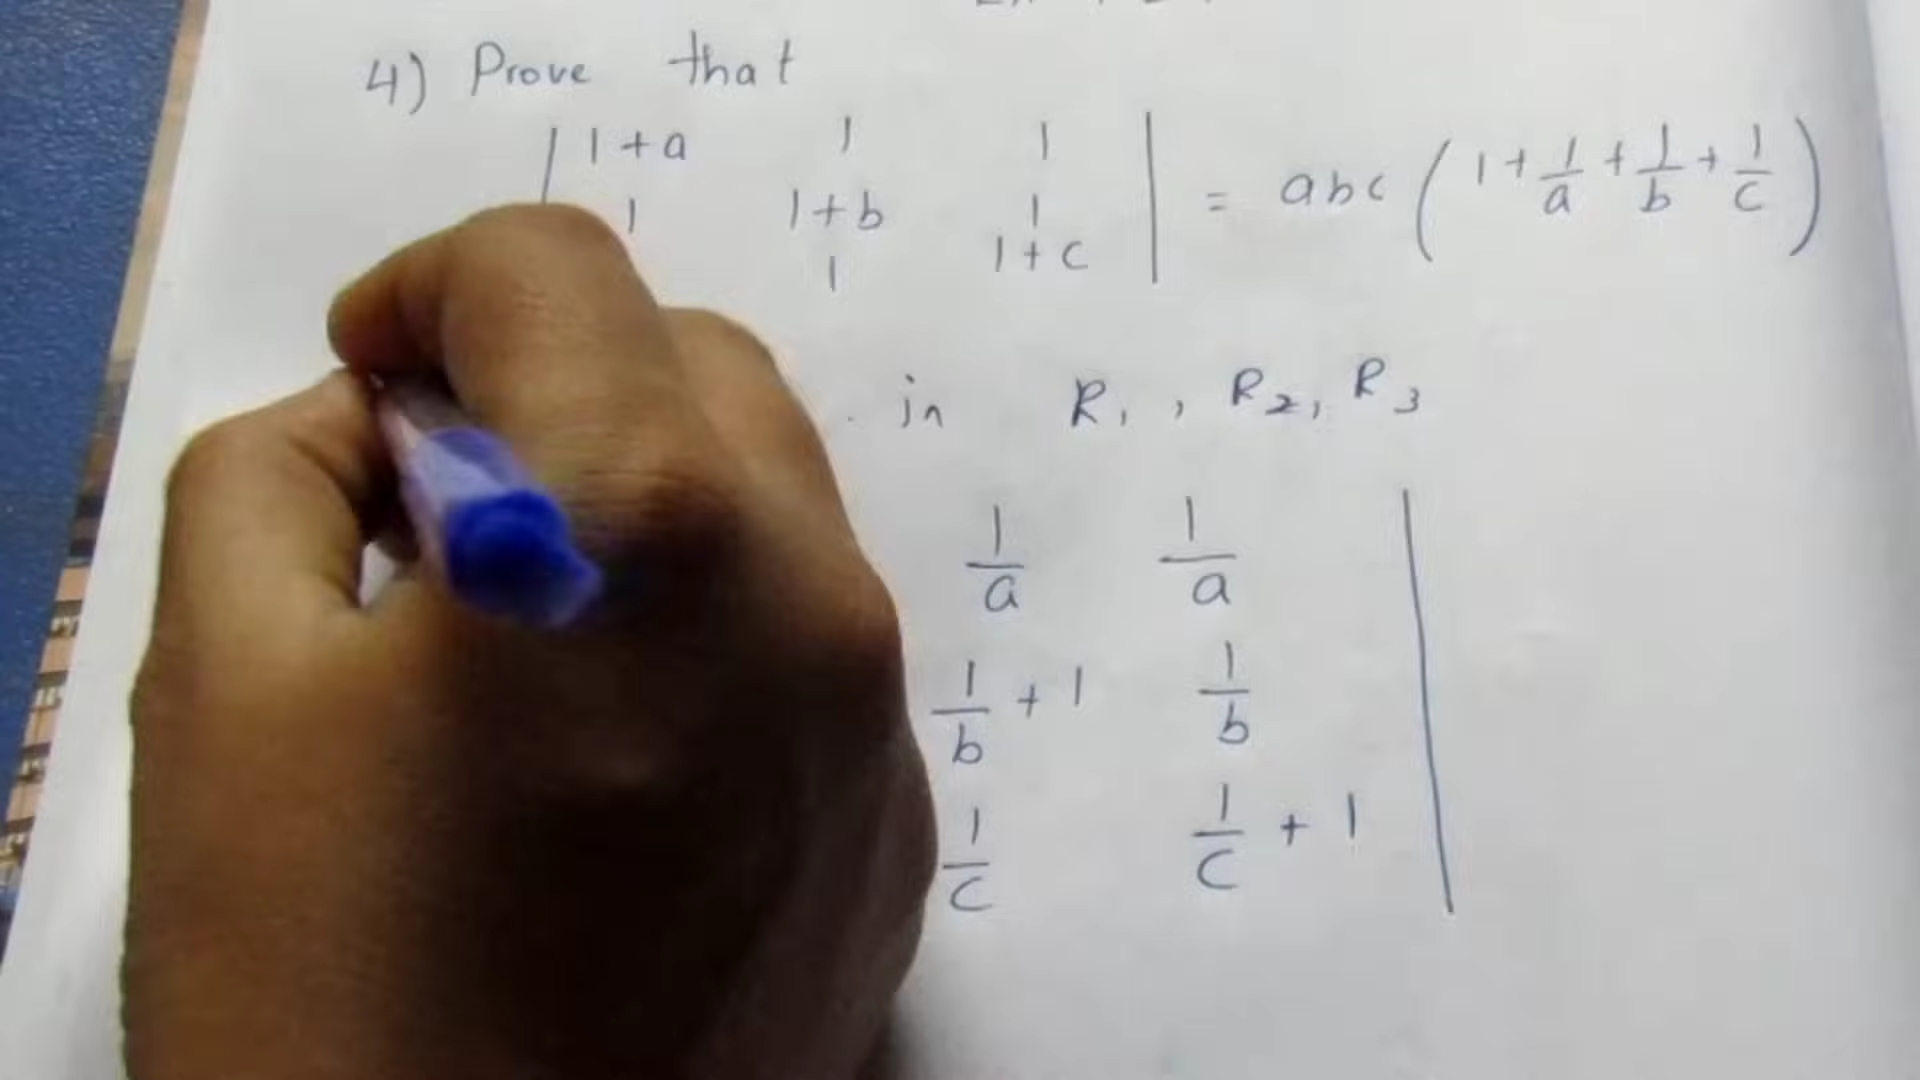 4) Prove that
| 1+a 1 1 |
1 1+b 1 = abc ( 1 + 1/a + 1/b + 1/c )
1 1+c
in R1, R2, R3
1/a 1/a |
1/b + 1 1/b
1/c 1/c + 1